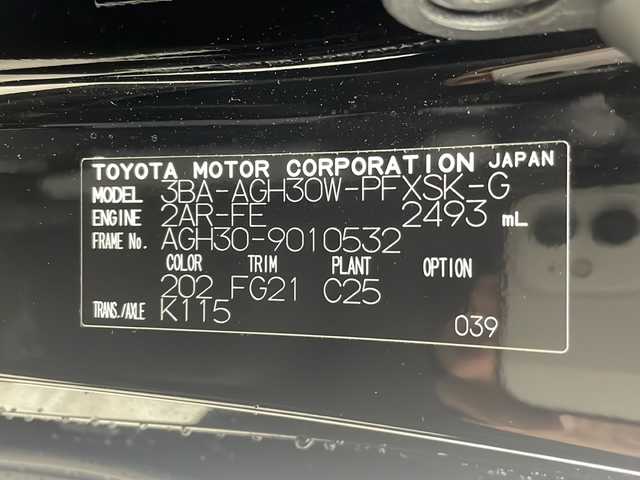 TOYOTA MOTOR CORPORATION JAPAN
MODEL 3BA-AGH30W-PFXSK-G
ENGINE 2AR-FE 2493 mL
FRAME No. AGH30-9010532
COLOR TRIM PLANT OPTION
202 FG21 C25
TRANS./AXLE K115
039